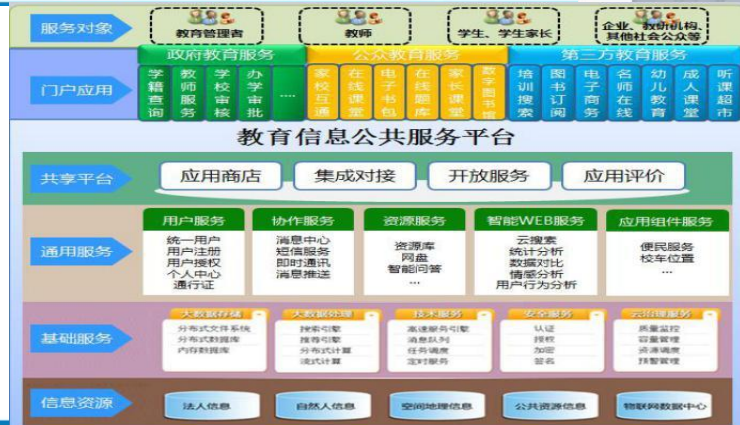 服务对象
教育管理者
教师
学生、学生家长
企业、教研机构、
其他社会公众等
政府教育服务
公众教育服务
第三方教育服务
门户应用
学籍查询
教师服务
学校审核
办学审批
....
家校互通
在线课堂
电子书包
在线题库
家长课堂
数字图书馆
培训搜索
图书订阅
电子商务
名师在线
幼儿教育
成人课堂
听课超市
教育信息公共服务平台
共享平台
应用商店
集成对接
开放服务
应用评价
通用服务
用户服务
统一用户
用户注册
用户授权
个人中心
通行证
协作服务
消息中心
短信服务
即时通讯
消息推送
资源服务
资源库
网盘
智能问答
...
智能WEB服务
云搜索
统计分析
数据对比
情感分析
用户行为分析
应用组件服务
便民服务
校车位置
...
基础服务
大数据存储
分布式文件系统
分布式数据库
内存数据库
大数据处理
搜索引擎
推荐引擎
分布式计算
流式计算
技术服务
高速服务引擎
消息队列
任务调度
定时服务
安全服务
认证
授权
加密
签名
云治理服务
质量监控
容量管理
资源调度
预警管理
信息资源
法人信息
自然人信息
空间地理信息
公共资源信息
物联网数据中心